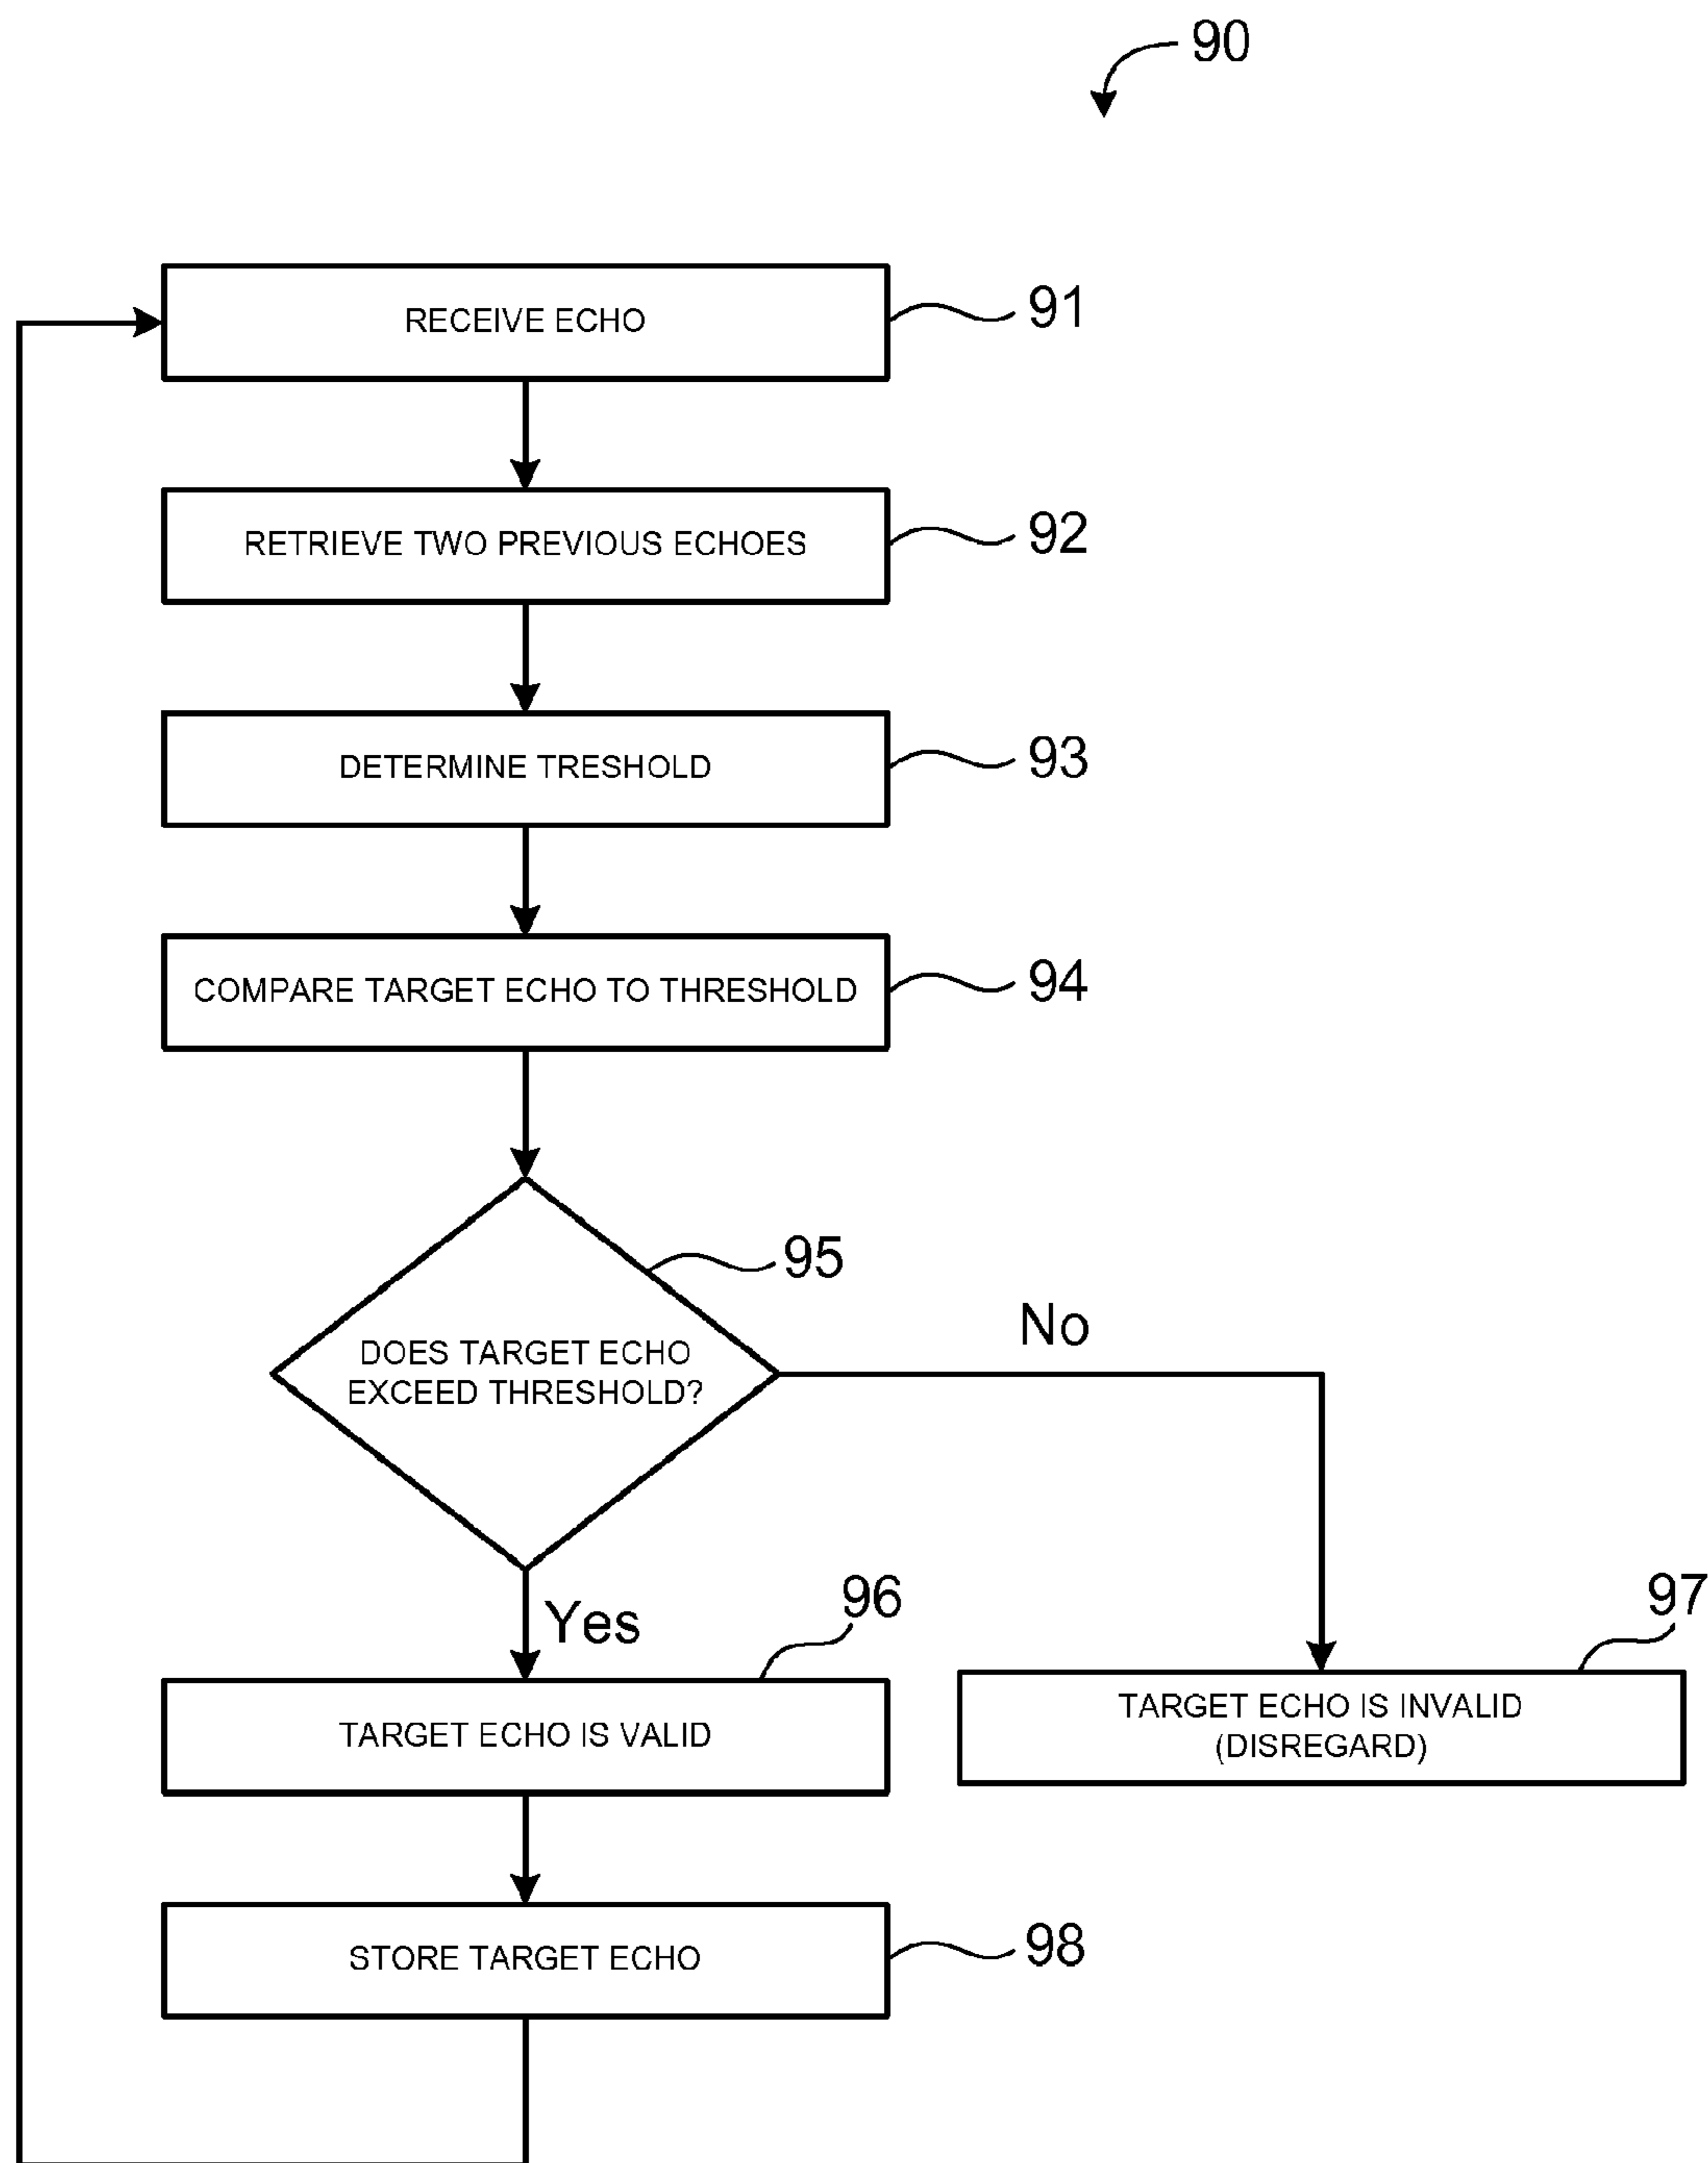 90
RECEIVE ECHO
91
RETRIEVE TWO PREVIOUS ECHOES
92
DETERMINE TRESHOLD
93
COMPARE TARGET ECHO TO THRESHOLD
94
95
DOES TARGET ECHO
EXCEED THRESHOLD?
No
Yes
96
TARGET ECHO IS VALID
97
TARGET ECHO IS INVALID
(DISREGARD)
STORE TARGET ECHO
98